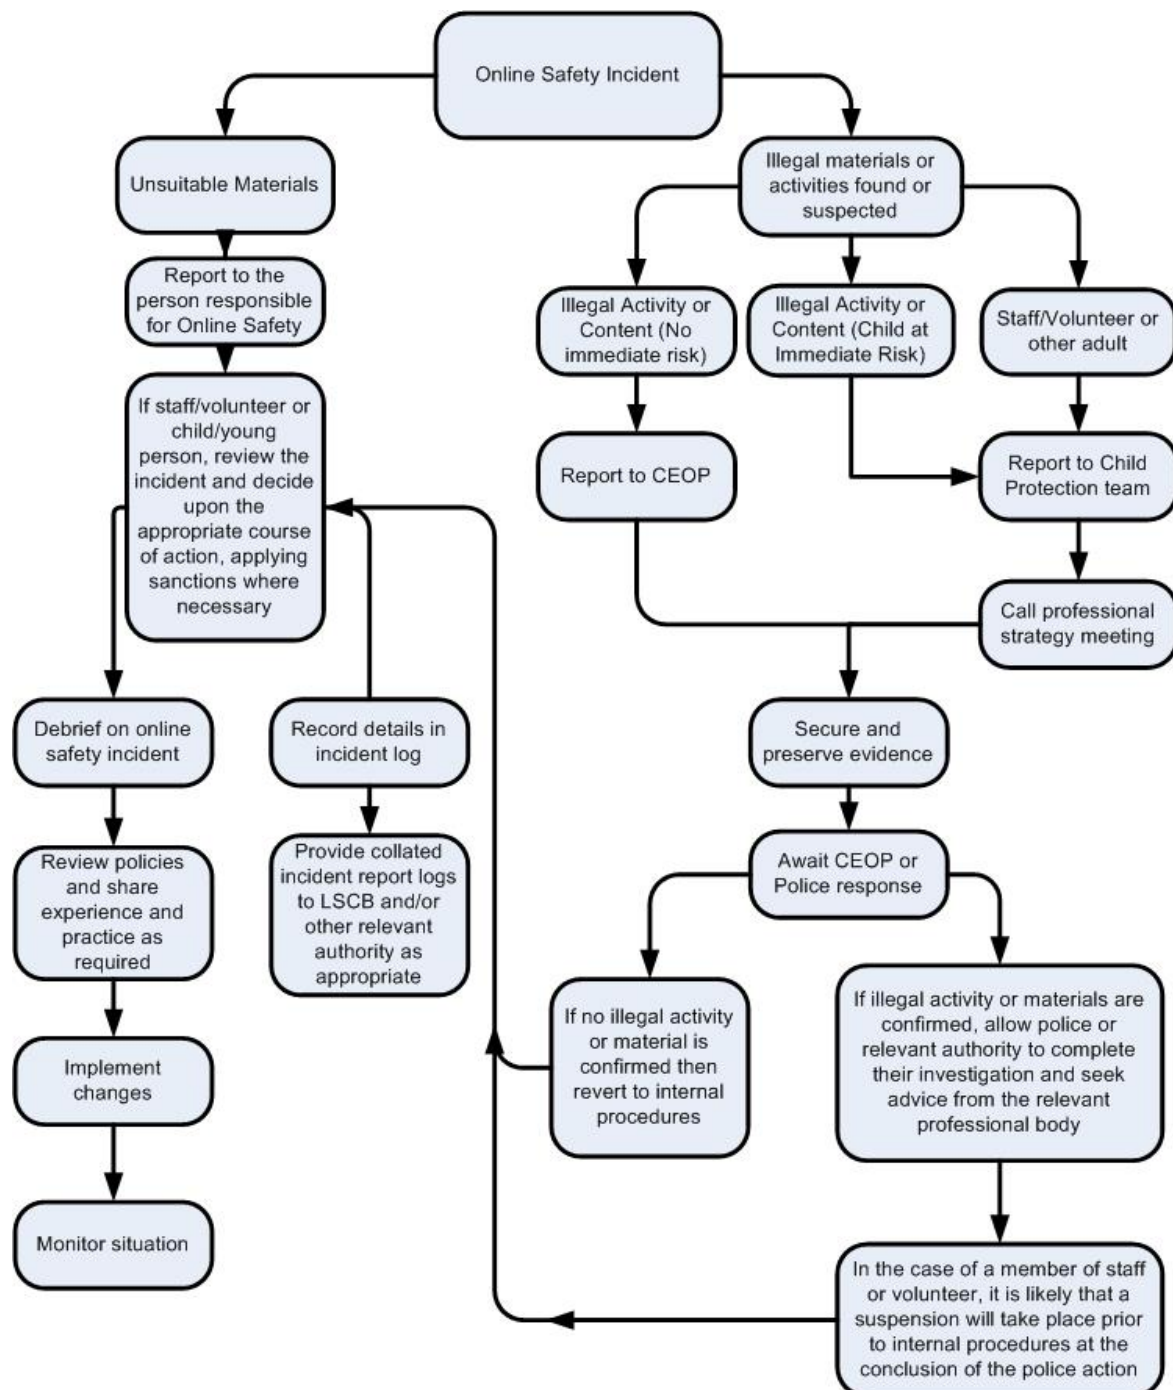 Online Safety Incident
Unsuitable Materials
Illegal materials or
activities found or
suspected
Report to the
person responsible
for Online Safety
Illegal Activity or
Content (No
immediate risk)
Illegal Activity or
Content (Child at
Immediate Risk)
Staff/Volunteer or
other adult
If staff/volunteer or
child/young
person, review the
incident and decide
upon the
appropriate course
of action, applying
sanctions where
necessary
Report to CEOP
Report to Child
Protection team
Call professional
strategy meeting
Debrief on online
safety incident
Record details in
incident log
Secure and
preserve evidence
Review policies
and share
experience and
practice as
required
Provide collated
incident report logs
to LSCB and/or
other relevant
authority as
appropriate
Await CEOP or
Police response
If no illegal activity
or material is
confirmed then
revert to internal
procedures
If illegal activity or materials are
confirmed, allow police or
relevant authority to complete
their investigation and seek
advice from the relevant
professional body
Implement
changes
Monitor situation
In the case of a member of staff
or volunteer, it is likely that a
suspension will take place prior
to internal procedures at the
conclusion of the police action